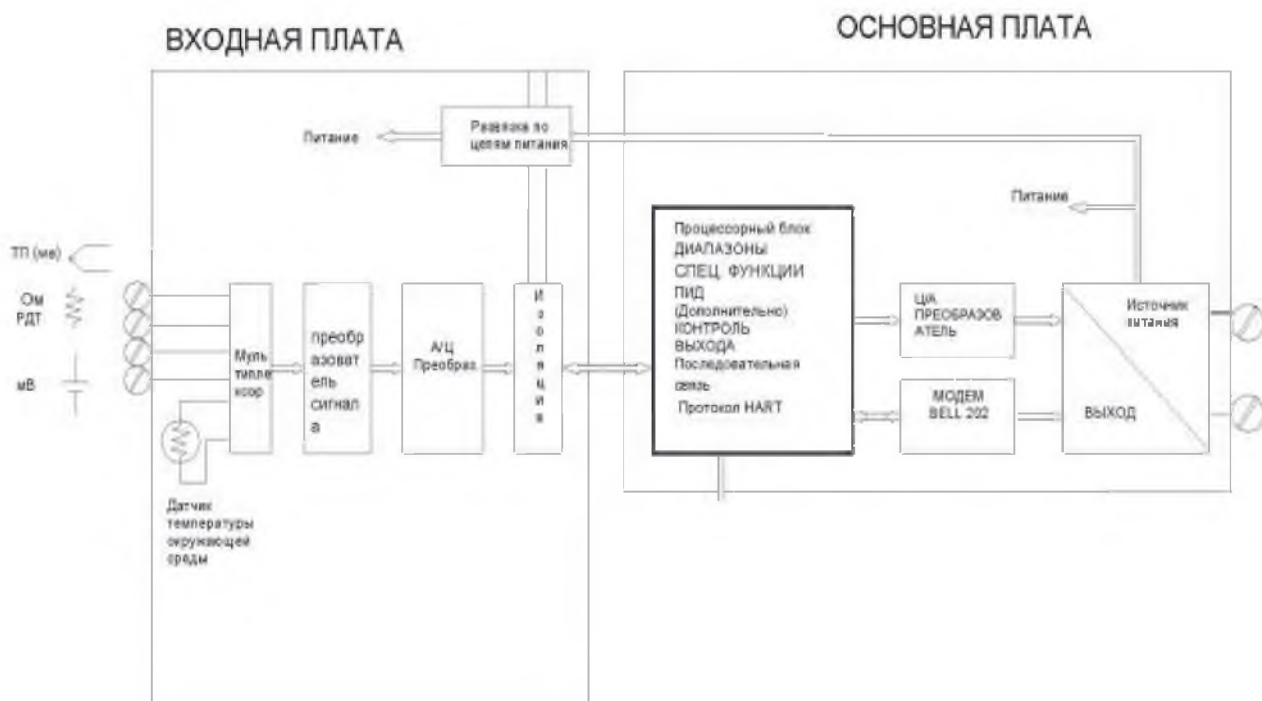 ВХОДНАЯ ПЛАТА
ОСНОВНАЯ ПЛАТА
Питание
Развязка по
цепям питания
Питание
ТП (мв)
Ом
РДТ
мВ
Муль
типле
ксор
преобр
азоват
ель
сигнал
а
А/Ц
Преобраз.
И
з
о
л
я
ц
и
я
Процессорный блок
ДИАПАЗОНЫ
СПЕЦ. ФУНКЦИИ
ПИД
(Дополнительно)
КОНТРОЛЬ
ВЫХОДА
Последовательная
связь
Протокол HART
Ц/А
ПРЕОБРАЗОВ
АТЕЛЬ
МОДЕМ
BELL 202
Источник
питания
ВЫХОД
Датчик
температуры
окружающей
среды